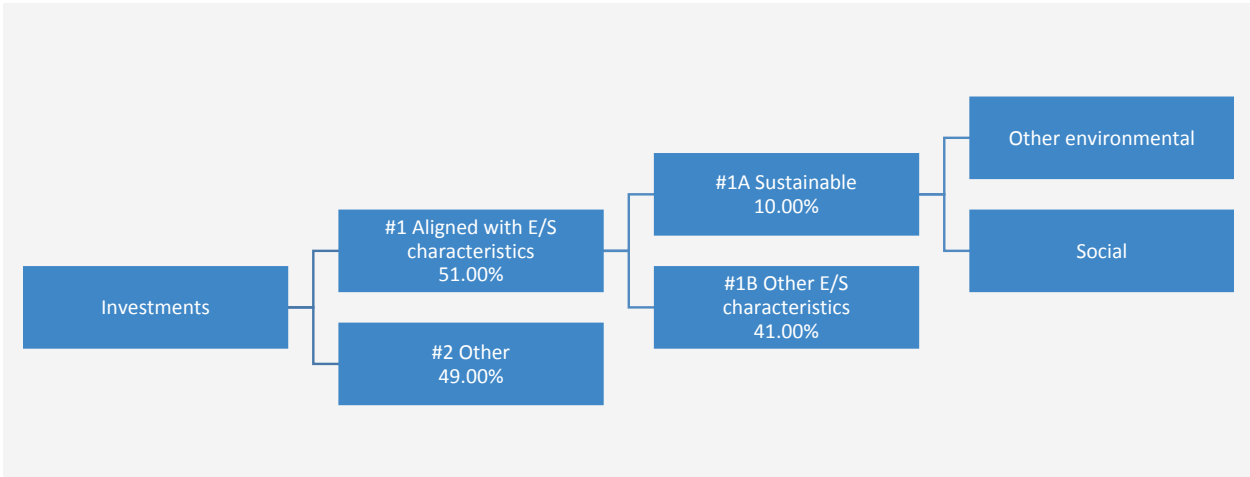 Investments
#1 Aligned with E/S
characteristics
51.00%
#2 Other
49.00%
#1A Sustainable
10.00%
#1B Other E/S
characteristics
41.00%
Other environmental
Social